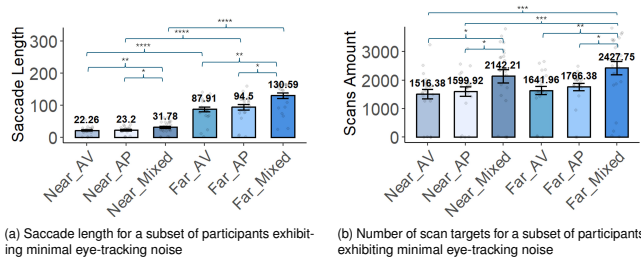 (a)
****
****
****
**
**
*
*
Saccade Length
300
200
100
0
22.26
23.2
31.78
87.91
94.5
130.59
Near_AV
Near_AP
Near_Mixed
Far_AV
Far_AP
Far_Mixed
(a) Saccade length for a subset of participants exhibit-
ing minimal eye-tracking noise
(b)
***
***
*
**
*
*
Scans Amount
3000
2000
1000
0
1516.38
1599.92
2142.21
1641.96
1766.38
2427.75
Near_AV
Near_AP
Near_Mixed
Far_AV
Far_AP
Far_Mixed
(b) Number of scan targets for a subset of participants
exhibiting minimal eye-tracking noise